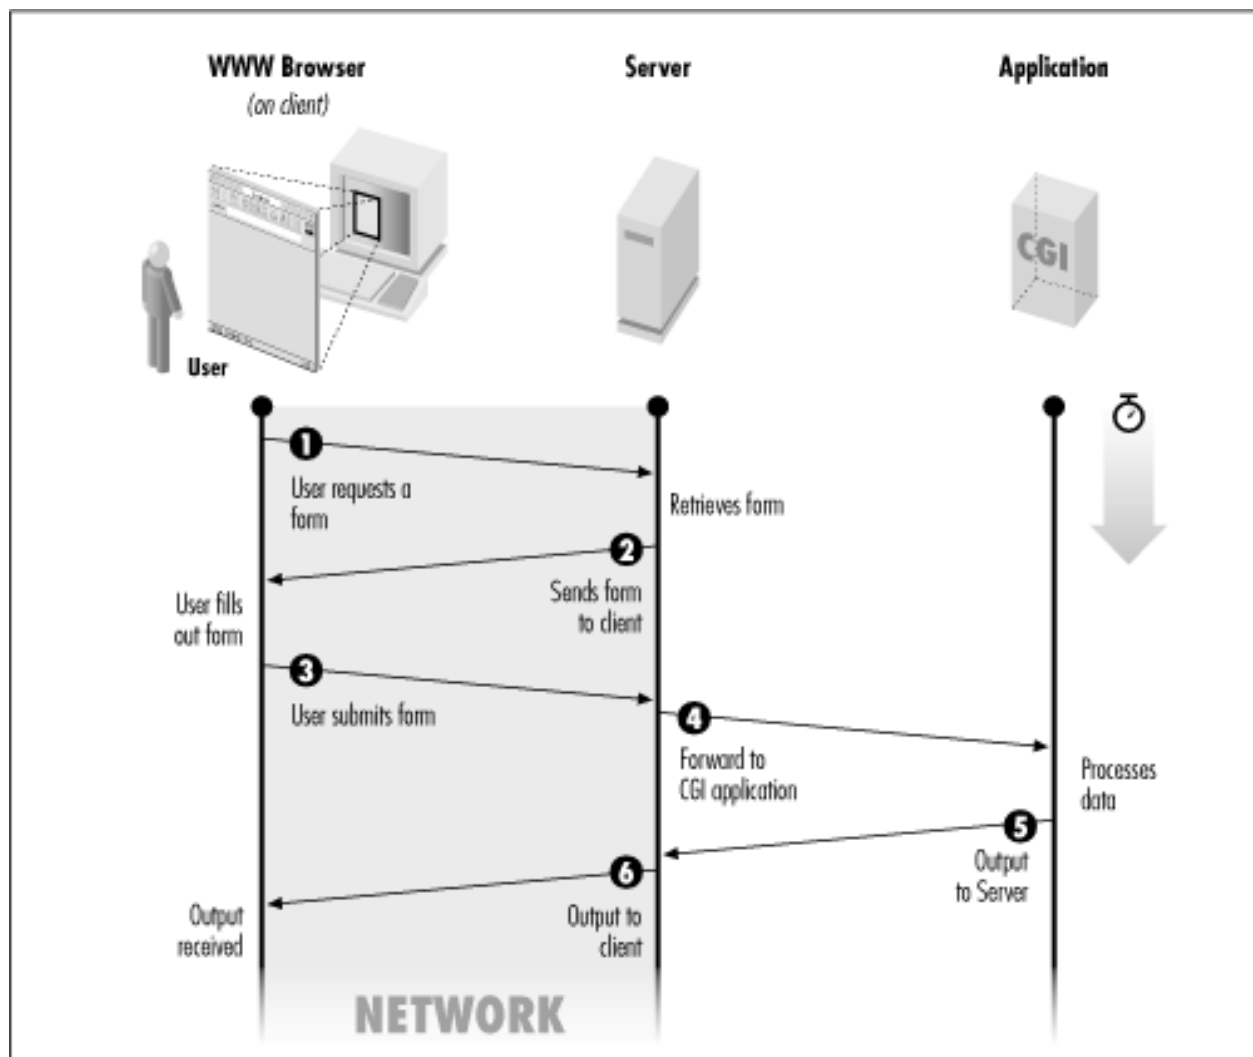 WWW Browser
(on client)
Server
Application
CGI
User
1
User requests a
form
Retrieves form
2
Sends form
to client
User fills
out form
3
User submits form
4
Forward to
CGI application
Processes
data
5
Output
to Server
6
Output to
client
Output
received
NETWORK